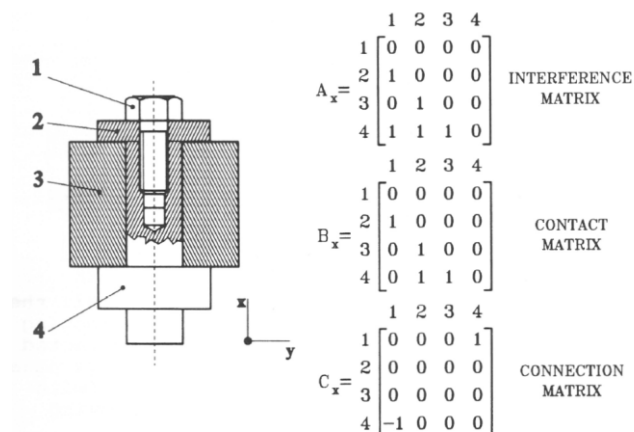 1
2
3
4
x
y
1 2 3 4
1 0 0 0 0
2 1 0 0 0
A x = INTERFERENCE MATRIX
3 0 1 0 0
4 1 1 1 0
1 2 3 4
1 0 0 0 0
2 1 0 0 0
B x = CONTACT MATRIX
3 0 1 0 0
4 0 1 1 0
1 2 3 4
1 0 0 0 1
2 0 0 0 0
C x = CONNECTION MATRIX
3 0 0 0 0
4 -1 0 0 0